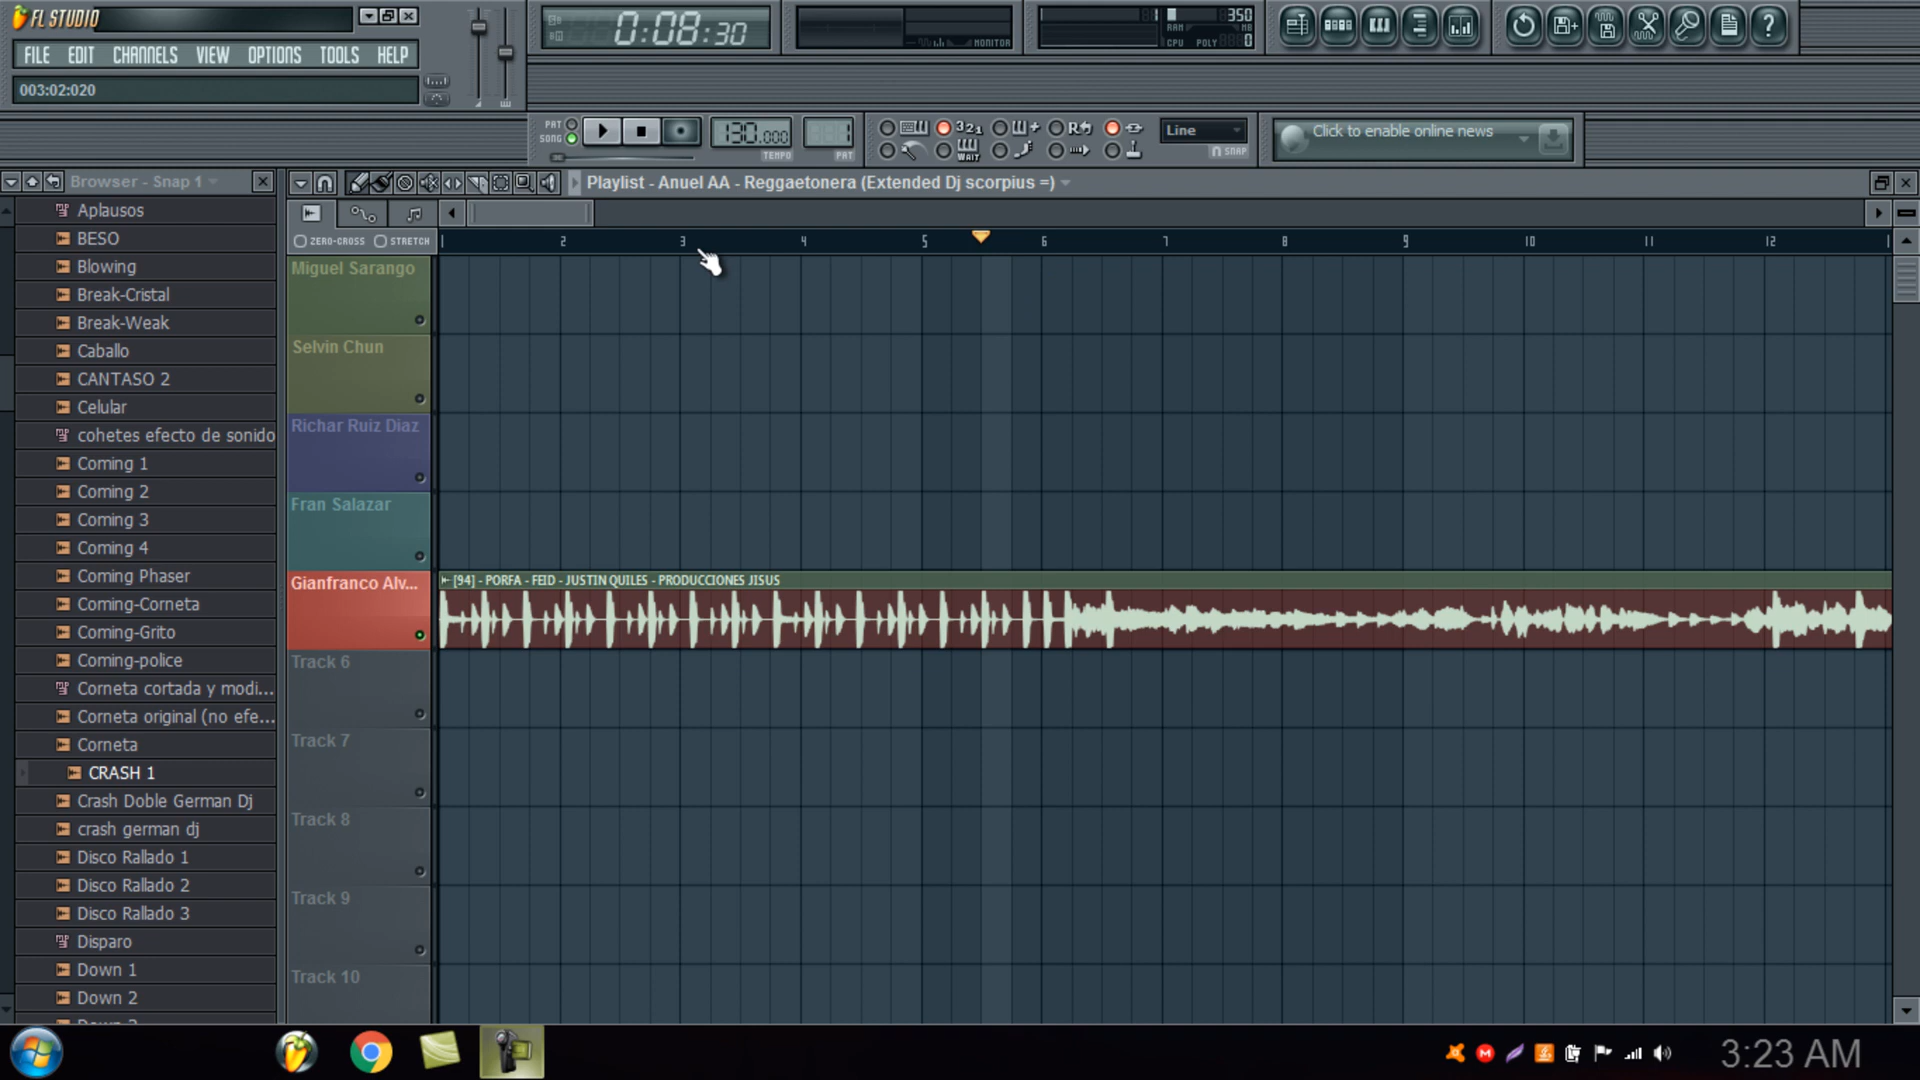 FL STUDIO
FILE EDIT CHANNELS VIEW OPTIONS TOOLS HELP
003:02:020
0:08:30
MONITOR
350
RAM
CPU POLY
0
PAT
SONG
130.000
TEMPO
1
PAT
321
WAIT
Line
SNAP
Click to enable online news
Browser - Snap 1
Playlist - Anuel AA - Reggaetonera (Extended Dj scorpius =)
ZERO-CROSS STRETCH
2 3 4 5 6 7 8 9 10 11 12
Aplausos
BESO
Blowing
Break-Cristal
Break-Weak
Caballo
CANTASO 2
Celular
cohetes efecto de sonido
Coming 1
Coming 2
Coming 3
Coming 4
Coming Phaser
Coming-Corneta
Coming-Grito
Coming-police
Corneta cortada y modi...
Corneta original (no efe...
Corneta
CRASH 1
Crash Doble German Dj
crash german dj
Disco Rallado 1
Disco Rallado 2
Disco Rallado 3
Disparo
Down 1
Down 2
Miguel Sarango
Selvin Chun
Richar Ruiz Diaz
Fran Salazar
Gianfranco Alv...
[94] - PORFA - FEID - JUSTIN QUILES - PRODUCCIONES JISUS
Track 6
Track 7
Track 8
Track 9
Track 10
3:23 AM